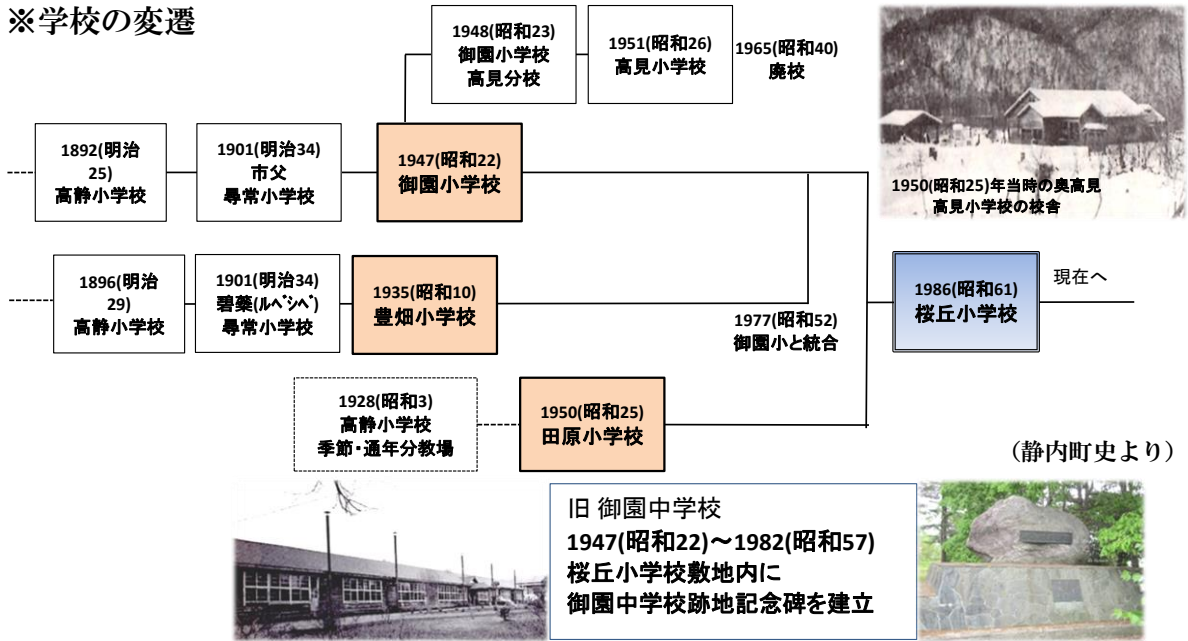 ※学校の変遷
1948(昭和23)
御園小学校
高見分校
1951(昭和26)
高見小学校
1965(昭和40)
廃校
1950(昭和25)年当時の奥高見
高見小学校の校舎
1892(明治
25)
高静小学校
1901(明治34)
市父
尋常小学校
1947(昭和22)
御園小学校
1896(明治
29)
高静小学校
1901(明治34)
碧蘂(ﾙﾍﾞｼﾍﾞ)
尋常小学校
1935(昭和10)
豊畑小学校
1977(昭和52)
御園小と統合
1986(昭和61)
桜丘小学校
現在へ
1928(昭和3)
高静小学校
季節・通年分教場
1950(昭和25)
田原小学校
（静内町史より）
旧 御園中学校
1947(昭和22)～1982(昭和57)
桜丘小学校敷地内に
御園中学校跡地記念碑を建立